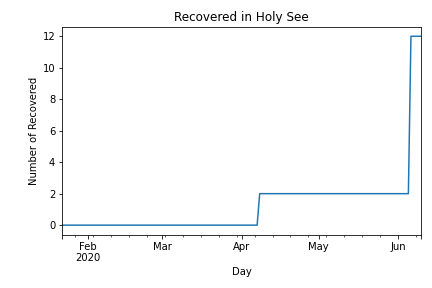 Recovered in Holy See
12
10
8
6
4
2
0
Number of Recovered
Feb
2020
Mar
Apr
May
Jun
Day